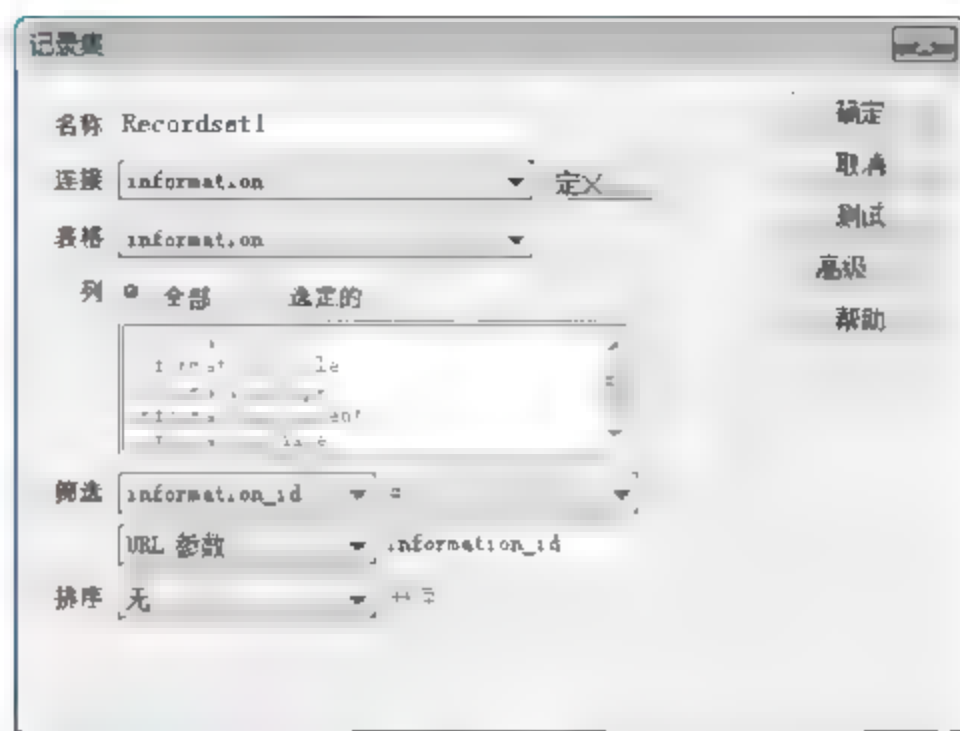 记录集
名称 Recordset1 确定
连接 information 定义 取消
表格 information 测试
列 全部 选定的 高级
帮助
筛选 information_id =
URL 参数 information_id
排序 无